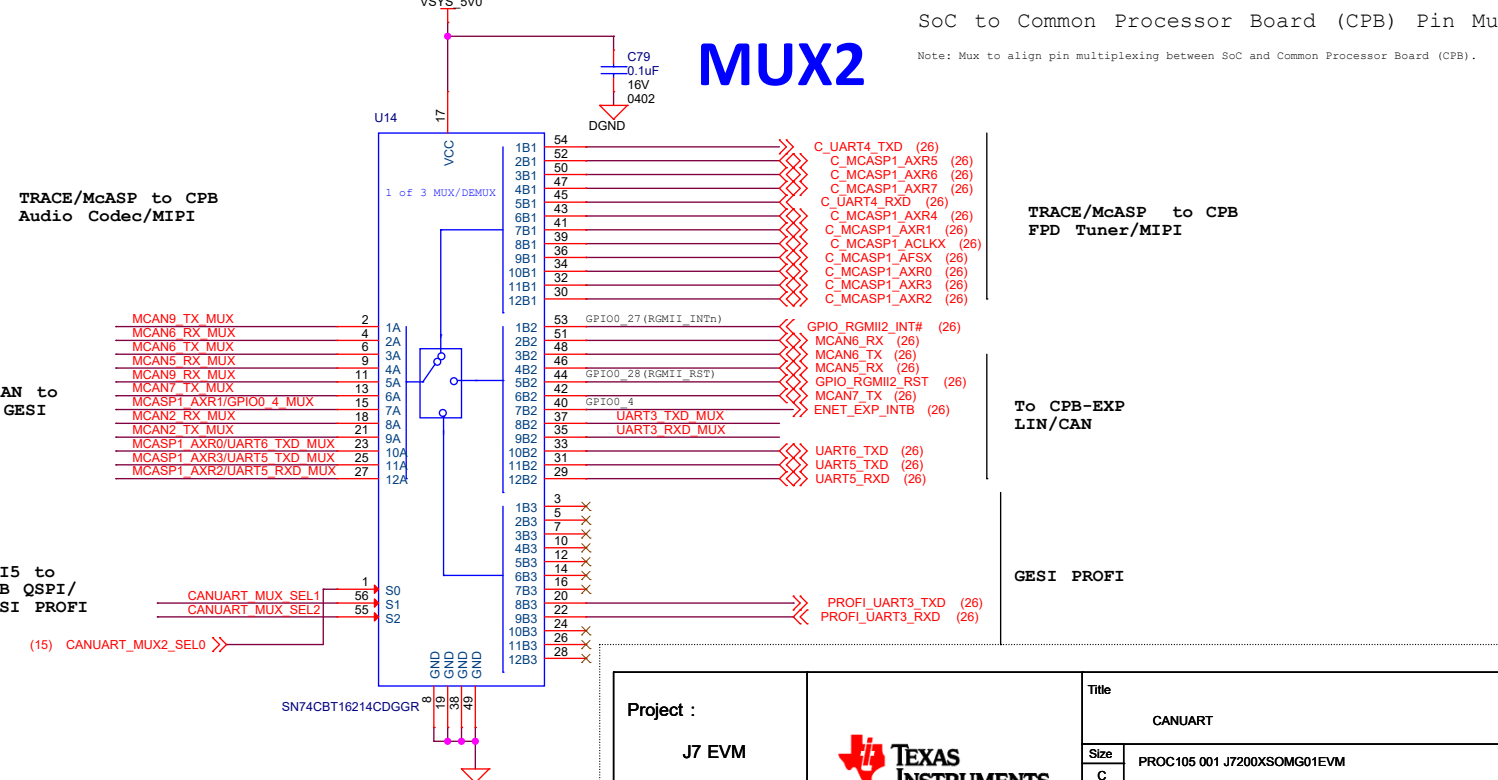 VSYS_5V0
SoC to Common Processor Board (CPB) Pin Mu
Note: Mux to align pin multiplexing between SoC and Common Processor Board (CPB).
MUX2
C79
0.1uF
16V
0402
DGND
U14
17
VCC
1 of 3 MUX/DEMUX
TRACE/McASP to CPB
Audio Codec/MIPI
1B1 54 C_UART4_TXD (26)
2B1 52 C_MCASP1_AXR5 (26)
3B1 50 C_MCASP1_AXR6 (26)
4B1 47 C_MCASP1_AXR7 (26)
5B1 45 C_UART4_RXD (26)
6B1 43 C_MCASP1_AXR4 (26)
7B1 41 C_MCASP1_AXR1 (26)
8B1 39 C_MCASP1_ACLKX (26)
9B1 36 C_MCASP1_AFSX (26)
10B1 34 C_MCASP1_AXR0 (26)
11B1 32 C_MCASP1_AXR3 (26)
12B1 30 C_MCASP1_AXR2 (26)
TRACE/McASP to CPB
FPD Tuner/MIPI
AN to
GESI
MCAN9_TX_MUX 2 1A
MCAN6_RX_MUX 4 2A
MCAN6_TX_MUX 6 3A
MCAN5_RX_MUX 9 4A
MCAN9_RX_MUX 11 5A
MCAN7_TX_MUX 13 6A
MCASP1_AXR1/GPIO0_4_MUX 15 7A
MCAN2_RX_MUX 18 8A
MCAN2_TX_MUX 21 9A
MCASP1_AXR0/UART6_TXD_MUX 23 10A
MCASP1_AXR3/UART5_TXD_MUX 25 11A
MCASP1_AXR2/UART5_RXD_MUX 27 12A
1B2 53 GPIO0_27(RGMII_INTn) GPIO_RGMII2_INT# (26)
2B2 51 MCAN6_RX (26)
3B2 48 MCAN6_TX (26)
4B2 46 MCAN5_RX (26)
5B2 44 GPIO0_28(RGMII_RST) GPIO_RGMII2_RST (26)
6B2 42 MCAN7_TX (26)
7B2 40 GPIO0_4 ENET_EXP_INTB (26)
8B2 37 UART3_TXD_MUX
9B2 35 UART3_RXD_MUX
10B2 33 UART6_TXD (26)
11B2 31 UART5_TXD (26)
12B2 29 UART5_RXD (26)
To CPB-EXP
LIN/CAN
1B3 3
2B3 5
3B3 7
4B3 10
5B3 12
6B3 14
7B3 16
8B3 20 PROFI_UART3_TXD (26)
9B3 22 PROFI_UART3_RXD (26)
10B3 24
11B3 26
12B3 28
GESI PROFI
I5 to
B QSPI/
SI PROFI
1 S0
CANUART_MUX_SEL1 56 S1
CANUART_MUX_SEL2 55 S2
(15) CANUART_MUX2_SEL0
GND GND GND GND
8 19 38 49
SN74CBT16214CDGGR
Project :
J7 EVM
TEXAS
INSTRUMENTS
Title
CANUART
Size
C
PROC105 001 J7200XSOMG01EVM